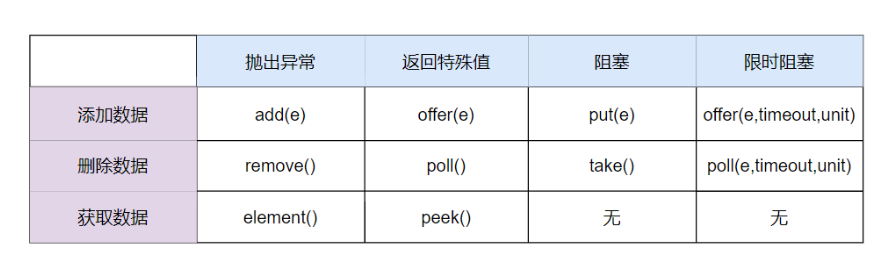 抛出异常 返回特殊值 阻塞 限时阻塞
添加数据 add(e) offer(e) put(e) offer(e,timeout,unit)
删除数据 remove() poll() take() poll(e,timeout,unit)
获取数据 element() peek() 无 无